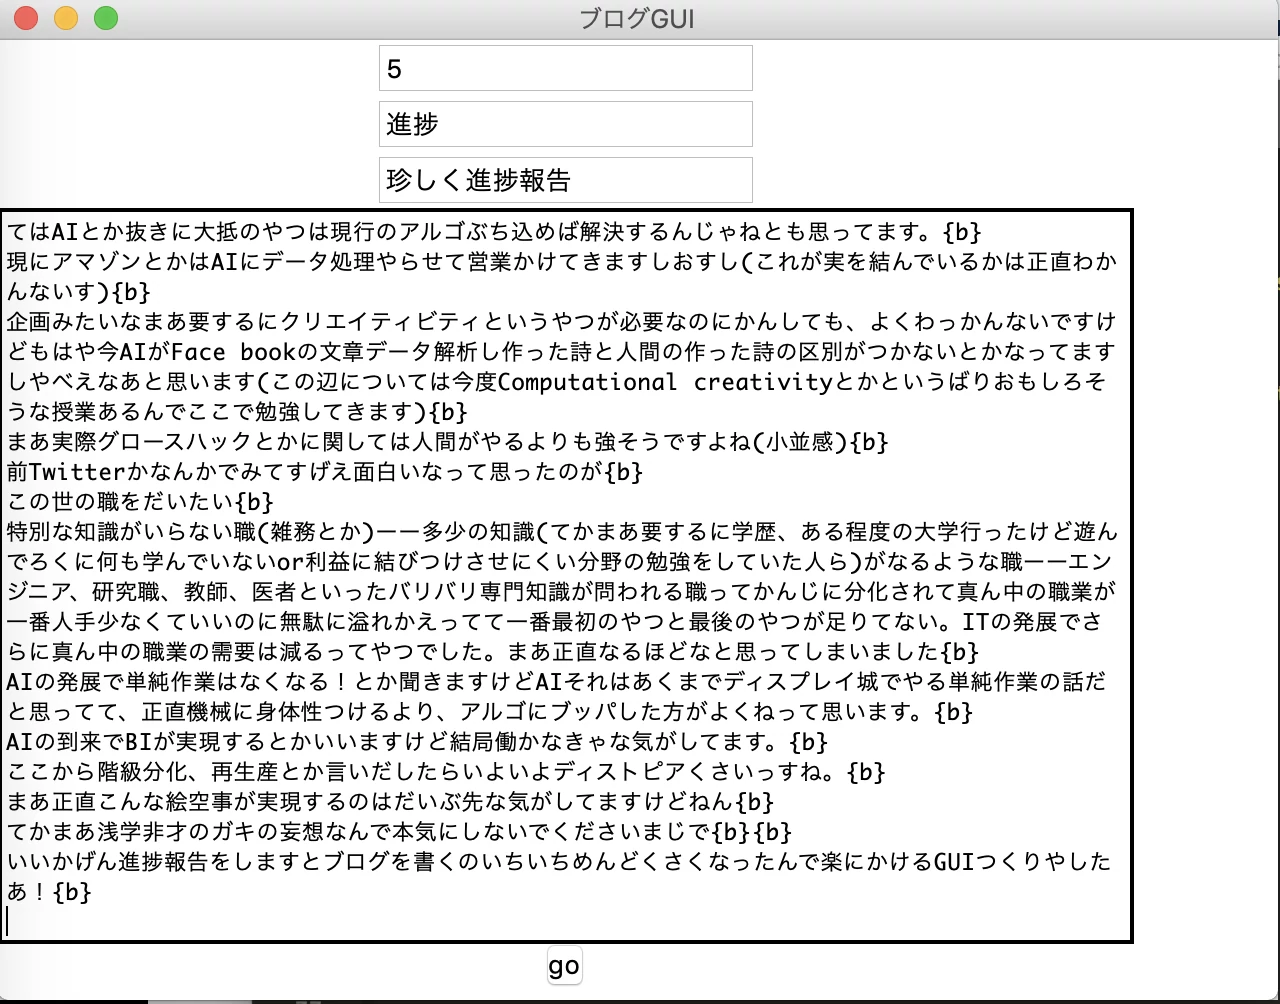 ブログGUI
5
進捗
珍しく進捗報告
てはAIとか抜きに大抵のやつは現行のアルゴぶち込めば解決するんじゃねとも思ってます。{b}
現にアマゾンとかはAIにデータ処理やらせて営業かけてきますしおすし(これが実を結んでいるかは正直わか
んないす){b}
企画みたいなまあ要するにクリエイティビティというやつが必要なのにかんしても、よくわっかんないですけ
どもはや今AIがFace bookの文章データ解析し作った詩と人間の作った詩の区別がつかないとかなってます
しやべえなあと思います(この辺については今度Computational creativityとかというばりおもしろそ
うな授業あるんでここで勉強してきます){b}
まあ実際グロースハックとかに関しては人間がやるよりも強そうですよね(小並感){b}
前Twitterかなんかでみてすげえ面白いなって思ったのが{b}
この世の職をだいたい{b}
特別な知識がいらない職(雑務とか)ーー多少の知識(てかまあ要するに学歴、ある程度の大学行ったけど遊ん
でろくに何も学んでいないor利益に結びつけさせにくい分野の勉強をしていた人ら)がなるような職ーーエン
ジニア、研究職、教師、医者といったバリバリ専門知識が問われる職ってかんじに分化されて真ん中の職業が
一番人手少なくていいのに無駄に溢れかえってて一番最初のやつと最後のやつが足りてない。ITの発展でさ
らに真ん中の職業の需要は減るってやつでした。まあ正直なるほどなと思ってしまいました{b}
AIの発展で単純作業はなくなる！とか聞きますけどAIそれはあくまでディスプレイ城でやる単純作業の話だ
と思ってて、正直機械に身体性つけるより、アルゴにブッパした方がよくねって思います。{b}
AIの到来でBIが実現するとかいいますけど結局働かなきゃな気がしてます。{b}
ここから階級分化、再生産とか言いだしたらいよいよディストピアくさいっすね。{b}
まあ正直こんな絵空事が実現するのはだいぶ先な気がしてますけどねん{b}
てかまあ浅学非才のガキの妄想なんで本気にしないでくださいまじで{b}{b}
いいかげん進捗報告をしますとブログを書くのいちいちめんどくさくなったんで楽にかけるGUIつくりやした
あ！{b}
go